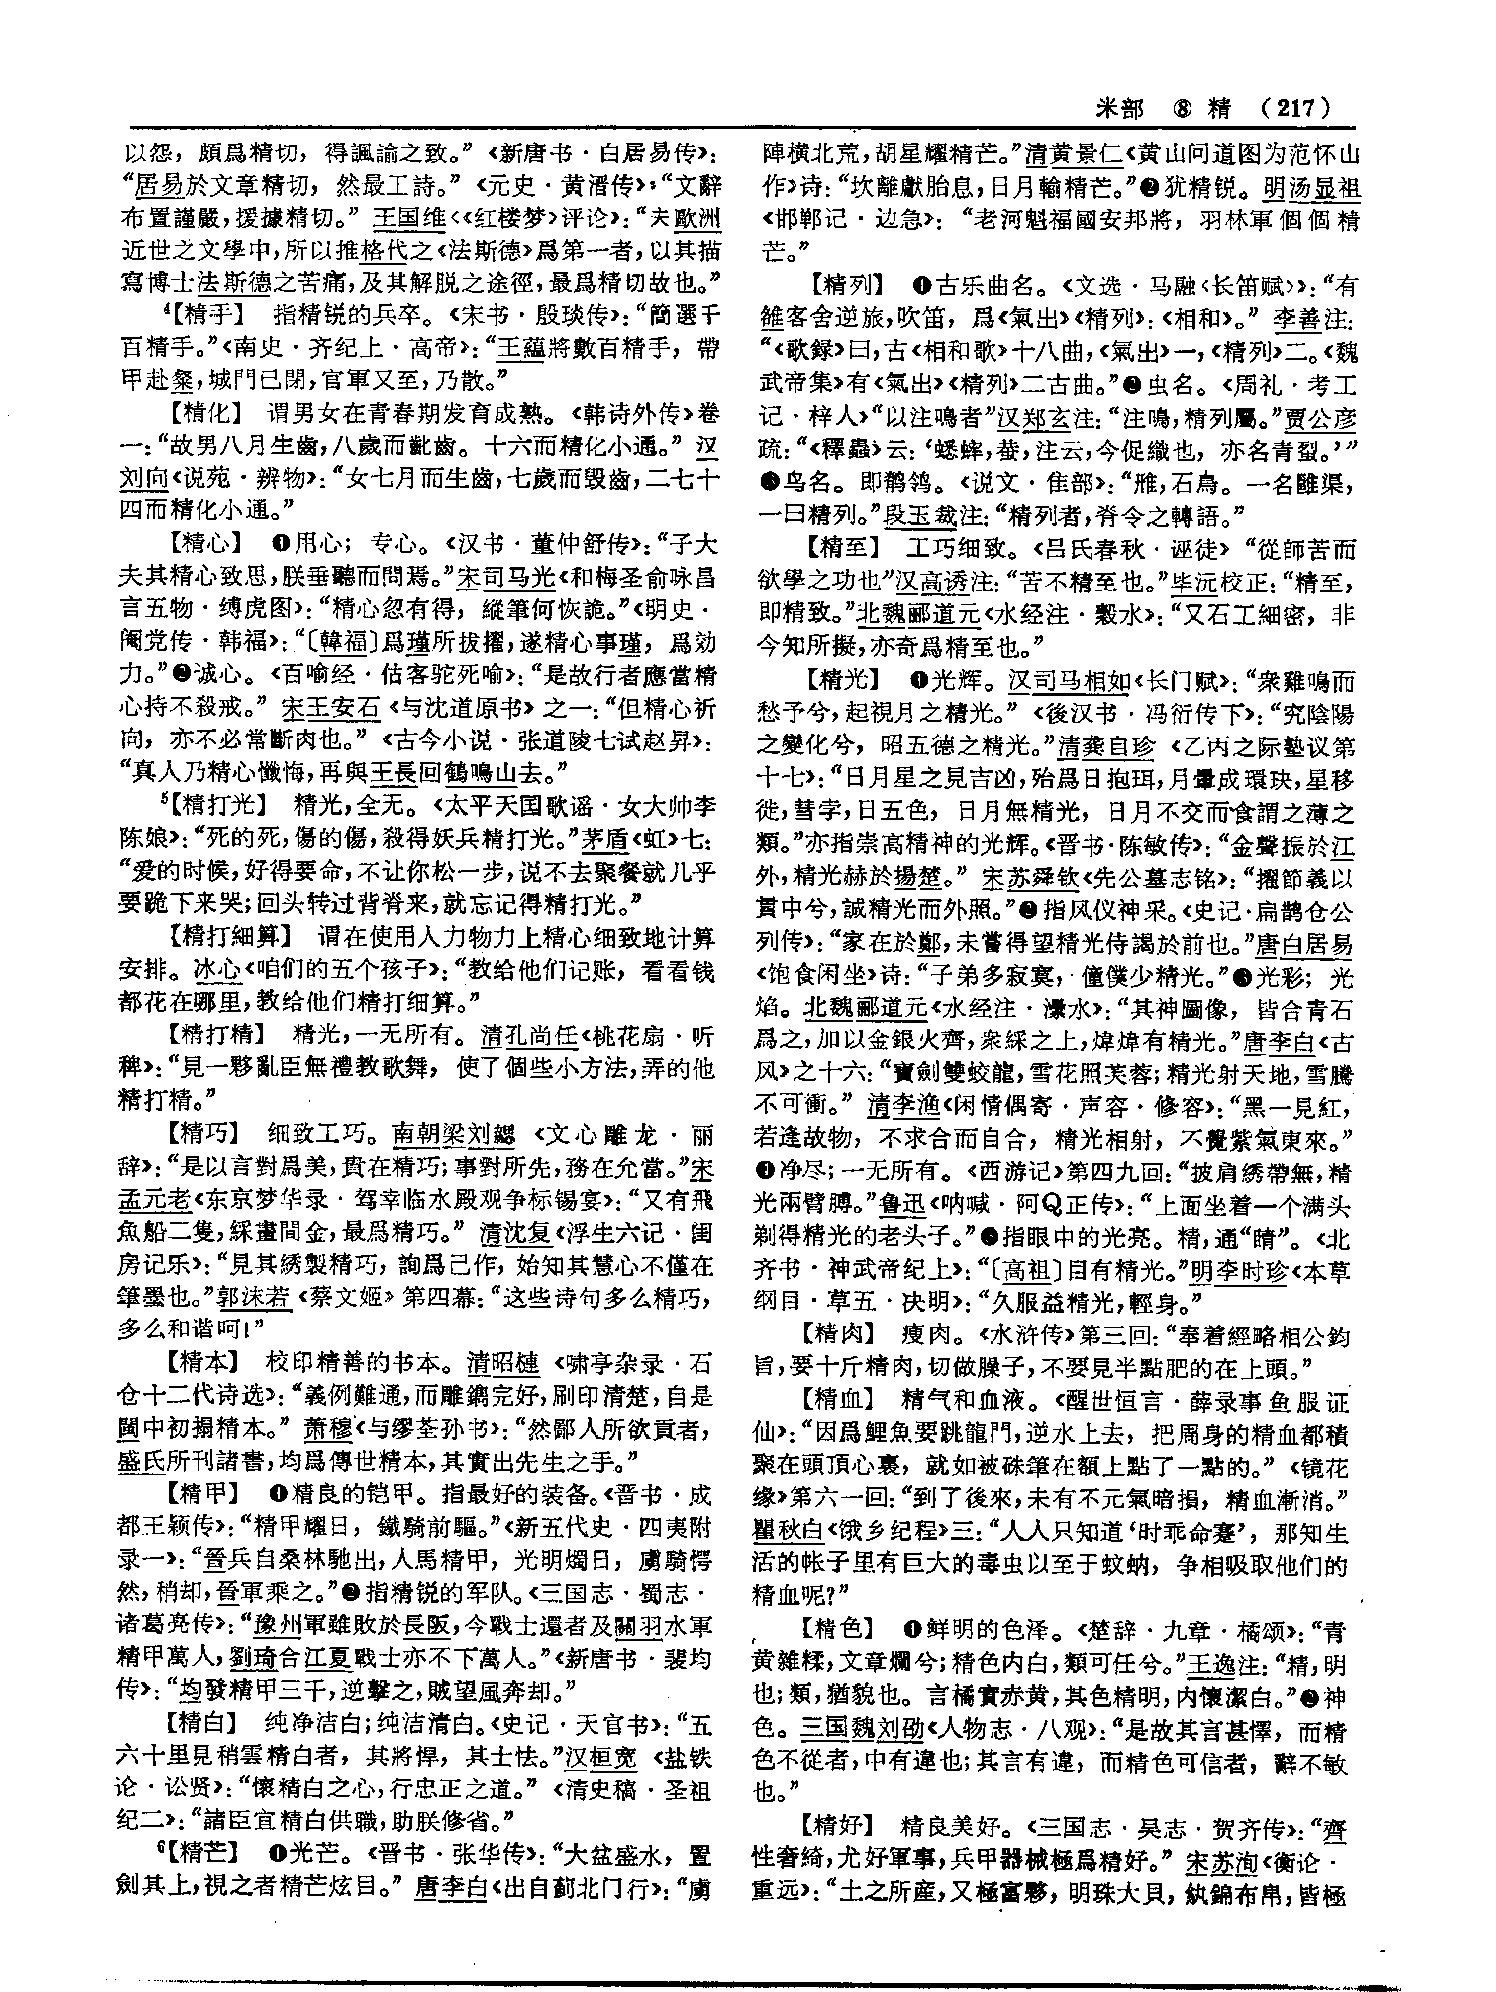 米部 ⑧ 精 （217）
以怨，頗爲精切，得諷諭之致。”《新唐书·白居易传》：
“居易於文章精切，然最工詩。”《元史·黄溍传》：“文辭
布置謹嚴，援據精切。”王国维《〈红楼梦〉评论》：“夫歐洲
近世之文學中，所以推格代之《法斯德》爲第一者，以其描
寫博士法斯德之苦痛，及其解脱之途徑，最爲精切故也。”
⁴【精手】 指精锐的兵卒。《宋书·殷琰传》：“簡選千
百精手。”《南史·齐纪上·高帝》：“王藴將數百精手，帶
甲赴粲，城門已閉，官軍又至，乃散。”
【精化】 谓男女在青春期发育成熟。《韩诗外传》卷
一：“故男八月生齒，八歲而齔齒。十六而精化小通。”汉
刘向《说苑·辨物》：“女七月而生齒，七歲而毁齒，二七十
四而精化小通。”
【精心】 ❶用心；专心。《汉书·董仲舒传》：“子大
夫其精心致思，朕垂聽而問焉。”宋司马光《和梅圣俞咏昌
言五物·缚虎图》：“精心忽有得，縱筆何恢詭。”《明史·
阉党传·韩福》：“〔韓福〕爲瑾所拔擢，遂精心事瑾，爲効
力。”❷诚心。《百喻经·估客驼死喻》：“是故行者應當精
心持不殺戒。”宋王安石《与沈道原书》之一：“但精心祈
向，亦不必常斷肉也。”《古今小说·张道陵七试赵昇》：
“真人乃精心懺悔，再與王長回鶴鳴山去。”
⁵【精打光】 精光，全无。《太平天国歌谣·女大帅李
陈娘》：“死的死，傷的傷，殺得妖兵精打光。”茅盾《虹》七：
“爱的时候，好得要命，不让你松一步，说不去聚餐就几乎
要跪下来哭；回头转过背脊来，就忘记得精打光。”
【精打細算】 谓在使用人力物力上精心细致地计算
安排。冰心《咱们的五个孩子》：“教给他们记账，看看钱
都花在哪里，教给他们精打细算。”
【精打精】 精光，一无所有。清孔尚任《桃花扇·听
稗》：“見一夥亂臣無禮教歌舞，使了個些小方法，弄的他
精打精。”
【精巧】 细致工巧。南朝梁刘勰《文心雕龙·丽
辞》：“是以言對爲美，貴在精巧；事對所先，務在允當。”宋
孟元老《东京梦华录·驾幸临水殿观争标锡宴》：“又有飛
魚船二隻，綵畫間金，最爲精巧。”清沈复《浮生六记·闺
房记乐》：“見其綉製精巧，詢爲己作，始知其慧心不僅在
筆墨也。”郭沫若《蔡文姬》第四幕：“这些诗句多么精巧，
多么和谐呵！”
【精本】 校印精善的书本。清昭梿《啸亭杂录·石
仓十二代诗选》：“義例難通，而雕鐫完好，刷印清楚，自是
閩中初搨精本。”萧穆《与缪荃孙书》：“然鄙人所欲貢者，
盛氏所刊諸書，均爲傳世精本，其實出先生之手。”
【精甲】 ❶精良的铠甲。指最好的装备。《晋书·成
都王颖传》：“精甲耀日，鐵騎前驅。”《新五代史·四夷附
录一》：“晉兵自桑林馳出，人馬精甲，光明燭日，虜騎愕
然，稍却，晉軍乘之。”❷指精锐的军队。《三国志·蜀志·
诸葛亮传》：“豫州軍雖敗於長阪，今戰士還者及關羽水軍
精甲萬人，劉琦合江夏戰士亦不下萬人。”《新唐书·裴均
传》：“均發精甲三千，逆擊之，賊望風奔却。”
【精白】 纯净洁白；纯洁清白。《史记·天官书》：“五
六十里見稍雲精白者，其將悍，其士怯。”汉桓宽《盐铁
论·讼贤》：“懷精白之心，行忠正之道。”《清史稿·圣祖
纪二》：“諸臣宜精白供職，助朕修省。”
⁶【精芒】 ❶光芒。《晋书·张华传》：“大盆盛水，置
劍其上，視之者精芒炫目。”唐李白《出自蓟北门行》：“虜
陣横北荒，胡星耀精芒。”清黄景仁《黄山问道图为范怀山
作》诗：“坎離獻胎息，日月輸精芒。”❷犹精锐。明汤显祖
《邯郸记·边急》：“老河魁福國安邦將，羽林軍個個精
芒。”
【精列】 ❶古乐曲名。《文选·马融〈长笛赋〉》：“有
雒客舍逆旅，吹笛，爲《氣出》《精列》：《相和》。”李善注：
“《歌録》曰，古《相和歌》十八曲，《氣出》一，《精列》二。《魏
武帝集》有《氣出》《精列》二古曲。”❷虫名。《周礼·考工
记·梓人》“以注鳴者”汉郑玄注：“注鳴，精列屬。”贾公彦
疏：“《釋蟲》云：‘蟋蟀，蛬，注云，今促織也，亦名青䖽。’”
❸鸟名。即鹡鸰。《说文·隹部》：“䧹，石鳥。一名雝渠，
一曰精列。”段玉裁注：“精列者，脊令之轉語。”
【精至】 工巧细致。《吕氏春秋·诬徒》“從師苦而
欲學之功也”汉高诱注：“苦不精至也。”毕沅校正：“精至，
即精致。”北魏郦道元《水经注·穀水》：“又石工細密，非
今知所擬，亦奇爲精至也。”
【精光】 ❶光辉。汉司马相如《长门赋》：“衆雞鳴而
愁予兮，起視月之精光。”《後汉书·冯衍传下》：“究陰陽
之變化兮，昭五德之精光。”清龚自珍《乙丙之际塾议第
十七》：“日月星之見吉凶，殆爲日抱珥，月暈成環玦，星移
徙，彗孛，日五色，日月無精光，日月不交而食謂之薄之
類。”亦指崇高精神的光辉。《晋书·陈敏传》：“金聲振於江
外，精光赫於揚楚。”宋苏舜钦《先公墓志铭》：“擢節義以
貫中兮，誠精光而外照。”❷指风仪神采。《史记·扁鹊仓公
列传》：“家在於鄭，未嘗得望精光侍謁於前也。”唐白居易
《饱食闲坐》诗：“子弟多寂寞，僮僕少精光。”❸光彩；光
焰。北魏郦道元《水经注·灅水》：“其神圖像，皆合青石
爲之，加以金銀火齊，衆綵之上，煒煒有精光。”唐李白《古
风》之十六：“寶劍雙蛟龍，雪花照芙蓉；精光射天地，雪騰
不可衝。”清李渔《闲情偶寄·声容·修容》：“黑一見紅，
若逢故物，不求合而自合，精光相射，不覺紫氣東來。”
❹净尽；一无所有。《西游记》第四九回：“披肩绣帶無，精
光兩臂膊。”鲁迅《呐喊·阿Q正传》：“上面坐着一个满头
剃得精光的老头子。”❺指眼中的光亮。精，通“睛”。《北
齐书·神武帝纪上》：“〔高祖〕目有精光。”明李时珍《本草
纲目·草五·决明》：“久服益精光，輕身。”
【精肉】 瘦肉。《水浒传》第三回：“奉着經略相公鈞
旨，要十斤精肉，切做臊子，不要見半點肥的在上頭。”
【精血】 精气和血液。《醒世恒言·薛录事鱼服证
仙》：“因爲鯉魚要跳龍門，逆水上去，把周身的精血都積
聚在頭頂心裏，就如被硃筆在額上點了一點的。”《镜花
缘》第六一回：“到了後來，未有不元氣暗損，精血漸消。”
瞿秋白《饿乡纪程》三：“人人只知道‘时乖命蹇’，那知生
活的帐子里有巨大的毒虫以至于蚊蚋，争相吸取他们的
精血呢？”
【精色】 ❶鲜明的色泽。《楚辞·九章·橘颂》：“青
黄雜糅，文章爛兮；精色内白，類可任兮。”王逸注：“精，明
也；類，猶貌也。言橘實赤黄，其色精明，内懷潔白。”❷神
色。三国魏刘劭《人物志·八观》：“是故其言甚懌，而精
色不從者，中有違也；其言有違，而精色可信者，辭不敏
也。”
【精好】 精良美好。《三国志·吴志·贺齐传》：“齊
性奢綺，尤好軍事，兵甲器械極爲精好。”宋苏洵《衡论·
重远》：“土之所産，又極富夥，明珠大貝，紈錦布帛，皆極